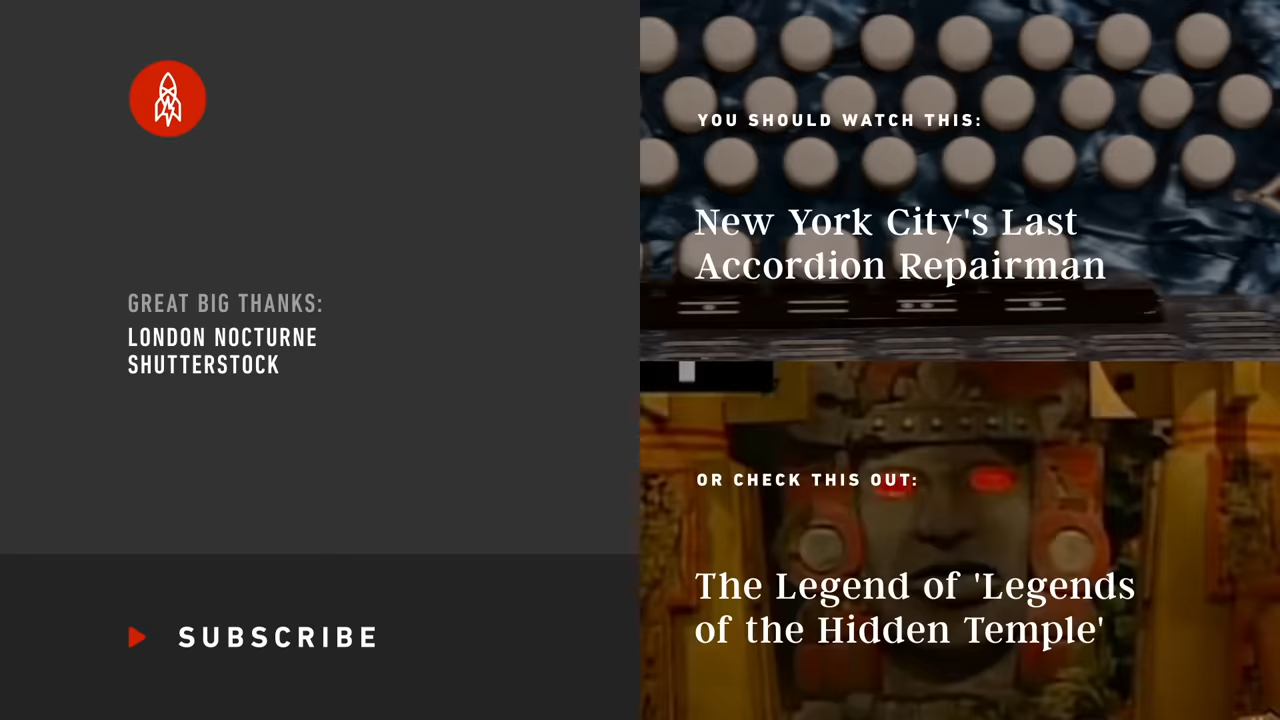 GREAT BIG THANKS:
LONDON NOCTURNE
SHUTTERSTOCK
SUBSCRIBE
YOU SHOULD WATCH THIS:
New York City's Last
Accordion Repairman
OR CHECK THIS OUT:
The Legend of 'Legends
of the Hidden Temple'